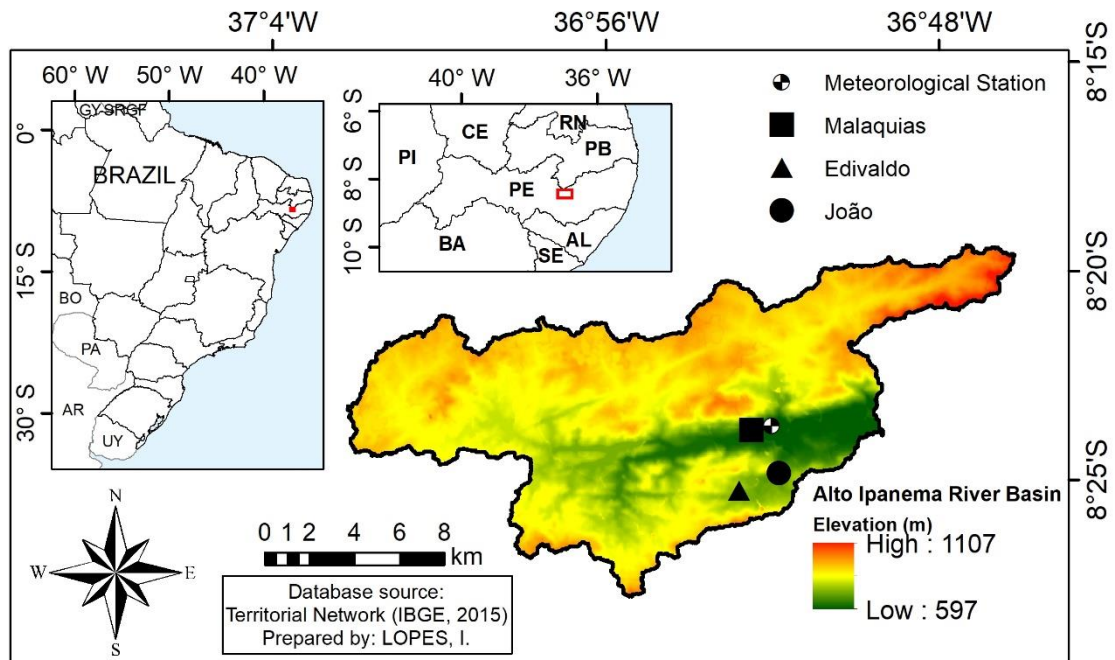 37°4'W
36°56'W
36°48'W
8°15'S
8°20'S
8°25'S
60° W
50° W
40° W
0°
15° S
30° S
GY-SRGF
BRAZIL
BO
PA
AR
UY
40° W
36° W
6° S
8° S
10° S
CE
RN
PB
PI
PE
BA
AL
SE
Meteorological Station
Malaquias
Edivaldo
João
N
W
E
S
0 1 2 4 6 8
km
Database source:
Territorial Network (IBGE, 2015)
Prepared by: LOPES, I.
Alto Ipanema River Basin
Elevation (m)
High : 1107
Low : 597